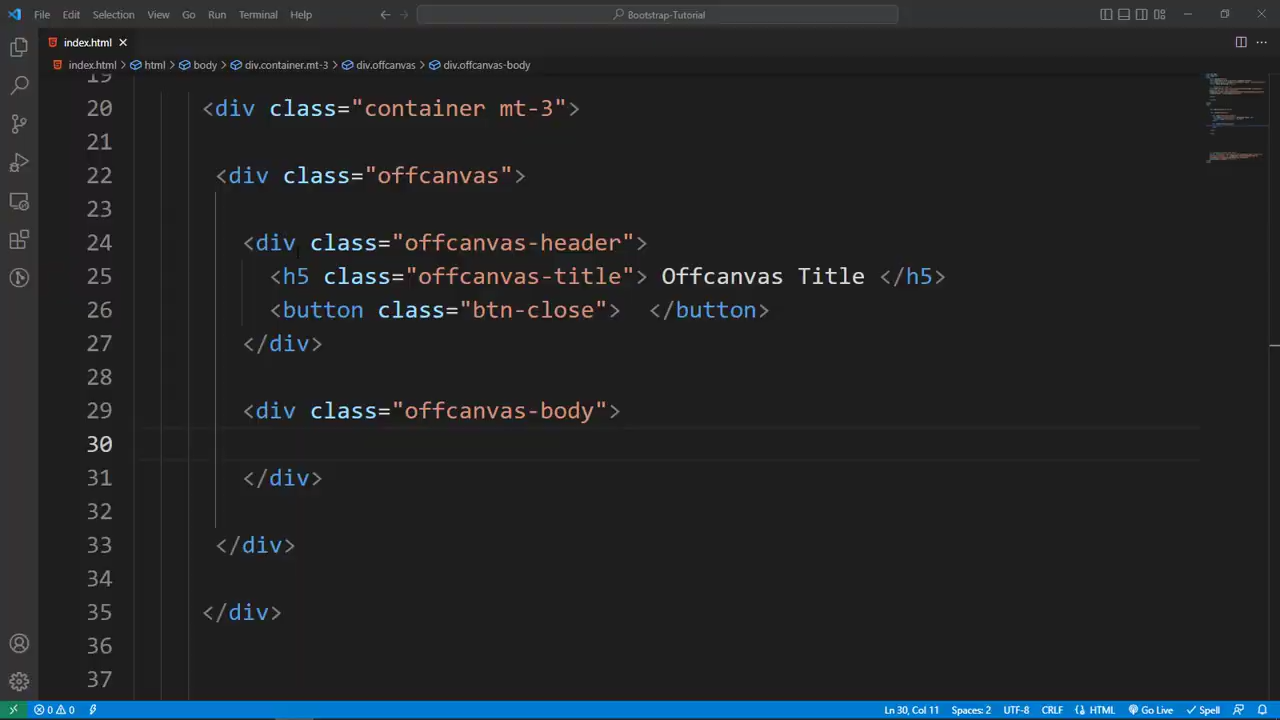 File Edit Selection View Go Run Terminal Help Bootstrap-Tutorial
index.html
index.html > html > body > div.container.mt-3 > div.offcanvas > div.offcanvas-body
19
20 <div class="container mt-3">
21
22 <div class="offcanvas">
23
24 <div class="offcanvas-header">
25 <h5 class="offcanvas-title"> Offcanvas Title </h5>
26 <button class="btn-close">  </button>
27 </div>
28
29 <div class="offcanvas-body">
30
31 </div>
32
33 </div>
34
35 </div>
36
37
0 0 Ln 30, Col 11 Spaces: 2 UTF-8 CRLF HTML Go Live Spell